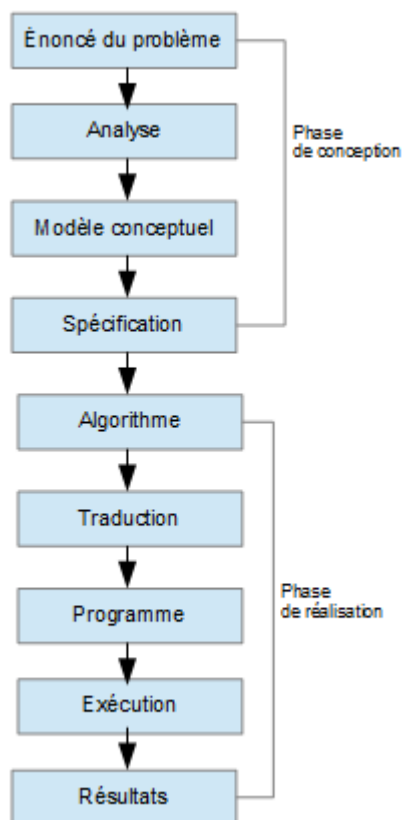 Énoncé du problème
Analyse
Phase
de conception
Modèle conceptuel
Spécification
Algorithme
Traduction
Phase
de réalisation
Programme
Exécution
Résultats